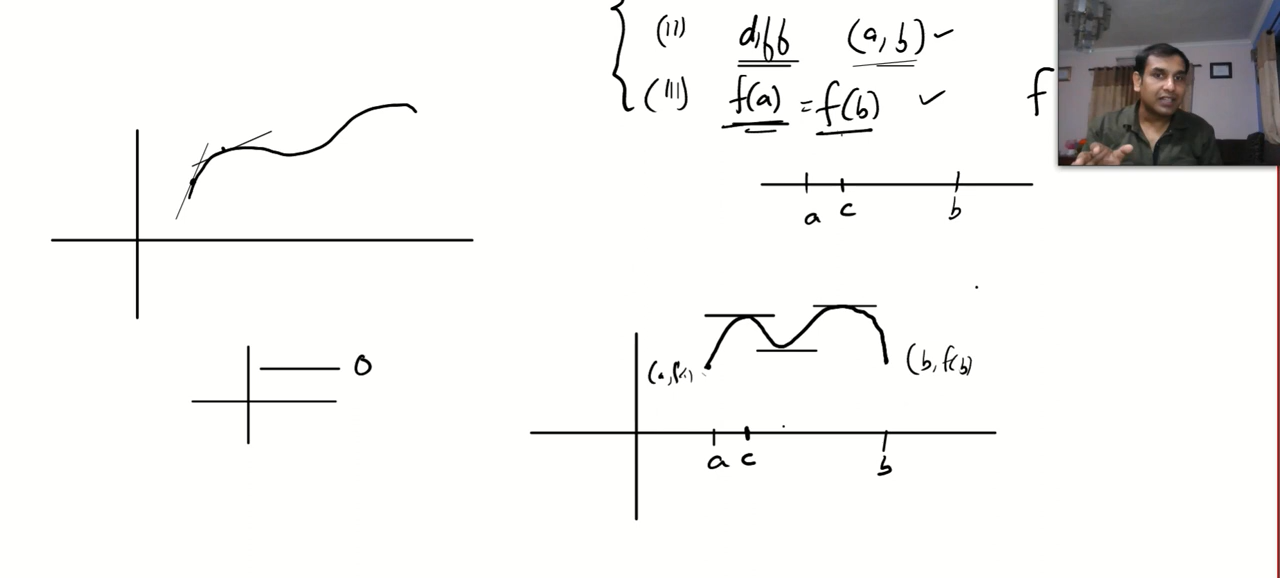 (II) diff (a, b) ✓
(III) f(a) = f(b) ✓ f
a c b
0
(a, f(a)) (b, f(b)
a c b